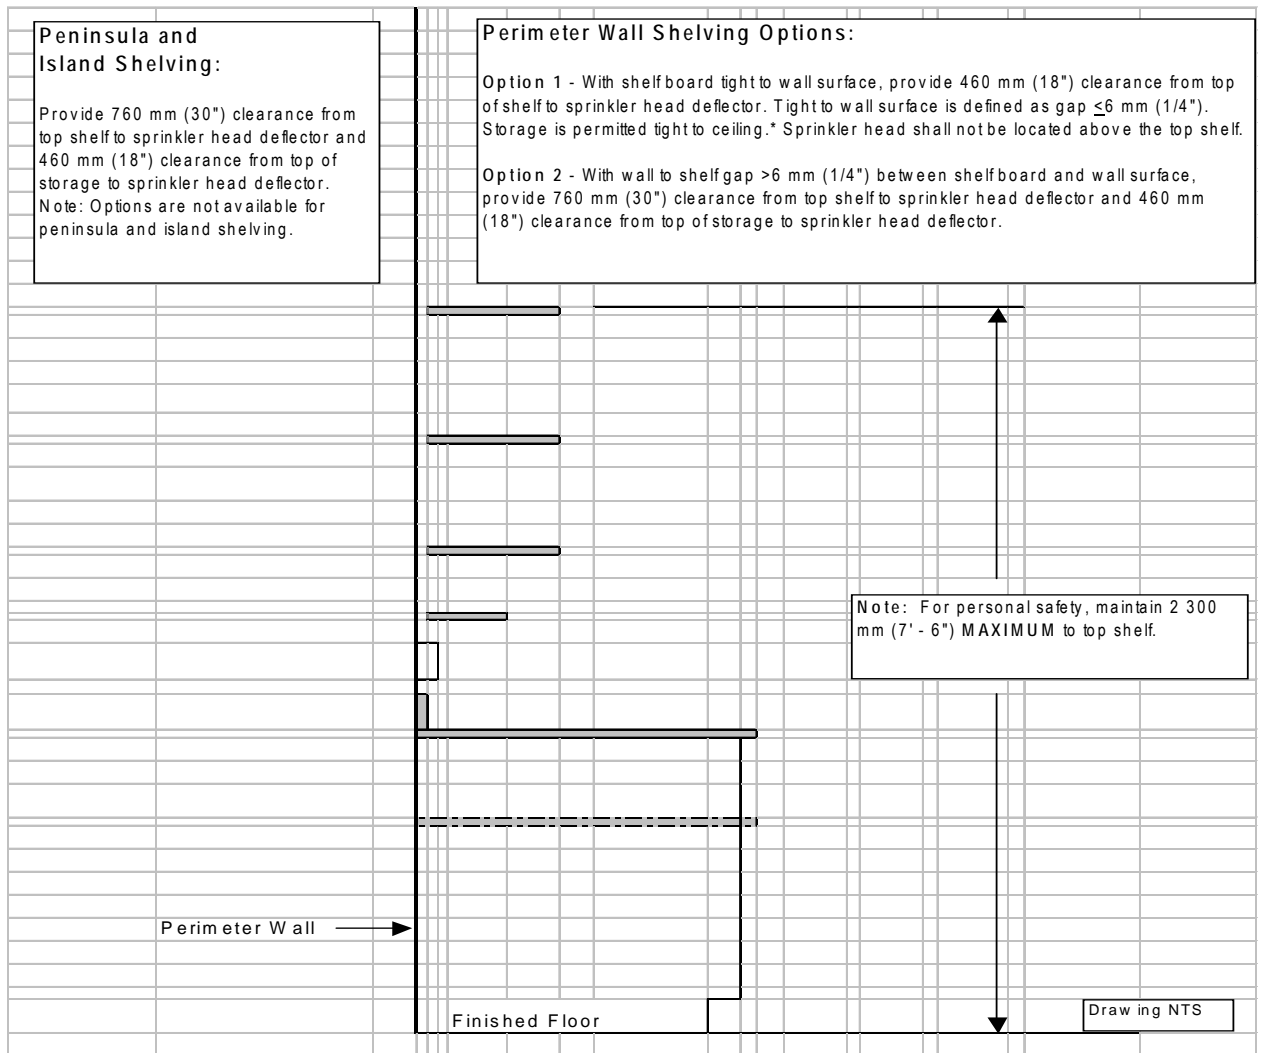 Peninsula and
Island Shelving:
Provide 760 mm (30") clearance from
top shelf to sprinkler head deflector and
460 mm (18") clearance from top of
storage to sprinkler head deflector.
Note: Options are not available for
peninsula and island shelving.
Perimeter Wall Shelving Options:
Option 1 - With shelf board tight to wall surface, provide 460 mm (18") clearance from top
of shelf to sprinkler head deflector. Tight to wall surface is defined as gap <6 mm (1/4").
Storage is permitted tight to ceiling.* Sprinkler head shall not be located above the top shelf.
Option 2 - With wall to shelf gap >6 mm (1/4") between shelf board and wall surface,
provide 760 mm (30") clearance from top shelf to sprinkler head deflector and 460 mm
(18") clearance from top of storage to sprinkler head deflector.
Note: For personal safety, maintain 2 300
mm (7' - 6") MAXIMUM to top shelf.
Perimeter Wall
Finished Floor
Drawing NTS